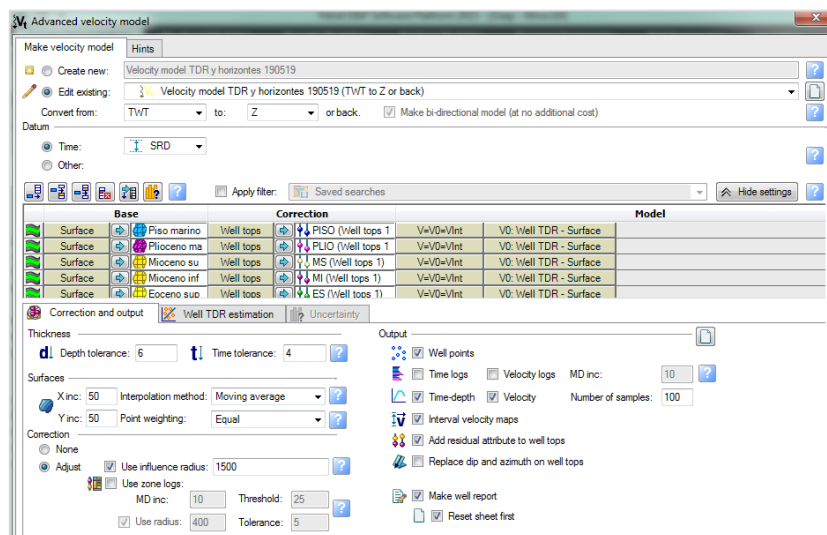 Advanced velocity model
Make velocity model Hints
Create new: Velocity model TDR y horizontes 190519
Edit existing: Velocity model TDR y horizontes 190519 (TWT to Z or back)
Convert from: TWT to: Z or back. Make bi-directional model (at no additional cost)
Datum
Time: SRD
Other:
Apply filter: Saved searches Hide settings
Base Correction Model
Surface Piso marino Well tops PISO (Well tops 1 V=V0=VInt V0: Well TDR - Surface
Surface Plioceno ma Well tops PLIO (Well tops 1 V=V0=VInt V0: Well TDR - Surface
Surface Mioceno su Well tops MS (Well tops 1) V=V0=VInt V0: Well TDR - Surface
Surface Mioceno inf Well tops MI (Well tops 1) V=V0=VInt V0: Well TDR - Surface
Surface Eoceno sup Well tops ES (Well tops 1) V=V0=VInt V0: Well TDR - Surface
Correction and output Well TDR estimation Uncertainty
Thickness Output
Depth tolerance: 6 Time tolerance: 4 Well points
Surfaces Time logs Velocity logs MD inc: 10
X inc: 50 Interpolation method: Moving average Time-depth Velocity Number of samples: 100
Y inc: 50 Point weighting: Equal Interval velocity maps
Correction Add residual attribute to well tops
None
Adjust Use influence radius: 1500 Replace dip and azimuth on well tops
Use zone logs:
MD inc: 10 Threshold: 25 Make well report
Use radius: 400 Tolerance: 5 Reset sheet first